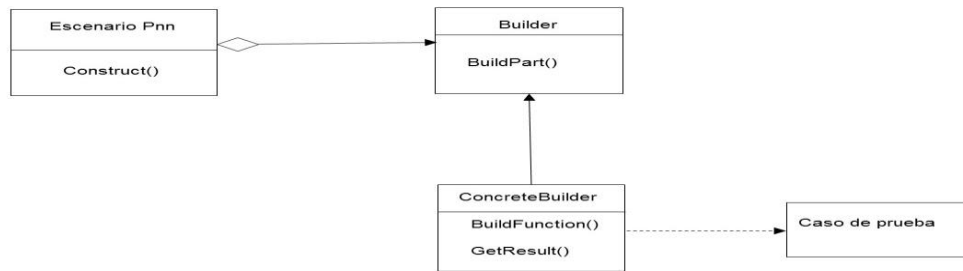 Escenario Pnn
Construct()
Builder
BuildPart()
ConcreteBuilder
BuildFunction()
GetResult()
Caso de prueba